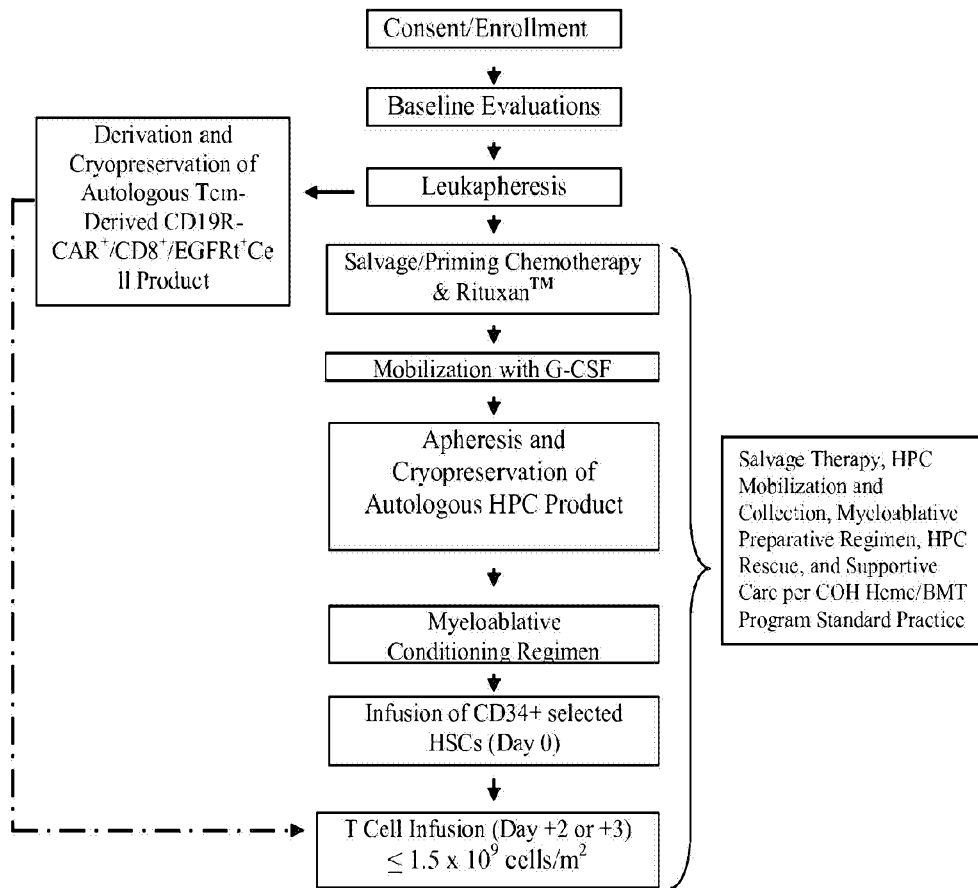 Consent/Enrollment
Baseline Evaluations
Derivation and
Cryopreservation of
Autologous Tcm-
Derived CD19R-
CAR⁺/CD8⁺/EGFRt⁺Ce
ll Product
Leukapheresis
Salvage/Priming Chemotherapy
& Rituxan™
Mobilization with G-CSF
Apheresis and
Cryopreservation of
Autologous HPC Product
Salvage Therapy, HPC
Mobilization and
Collection, Myeloablative
Preparative Regimen, HPC
Rescue, and Supportive
Care per COH Heme/BMT
Program Standard Practice
Myeloablative
Conditioning Regimen
Infusion of CD34+ selected
HSCs (Day 0)
T Cell Infusion (Day +2 or +3)
≤ 1.5 x 10⁹ cells/m²